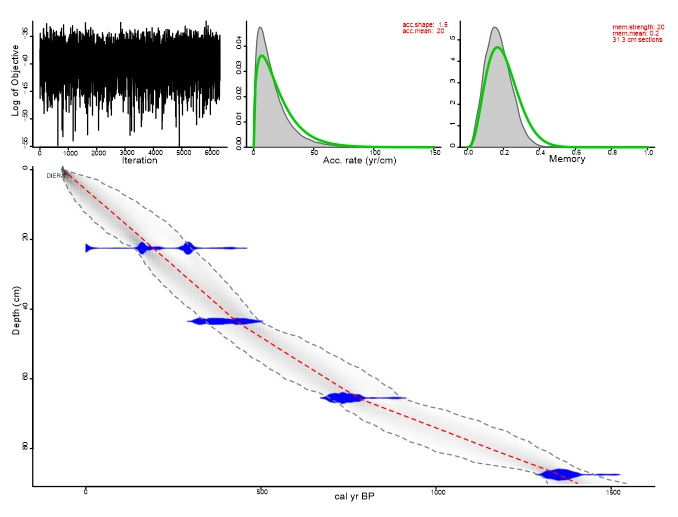 acc.shape: 1.5
acc.mean: 20
mem.strength: 20
mem.mean: 0.2
31 3 cm sections
Log of Objective
-35
-40
-45
-50
-55
0 1000 2000 3000 4000 5000 6000
Iteration
0.00 0.01 0.02 0.03 0.04
0 50 100 150
Acc. rate (yr/cm)
0 1 2 3 4 5
0.0 0.2 0.4 0.6 0.8 1.0
Memory
Depth (cm)
0
20
40
60
80
0 500 1000 1500
cal yr BP